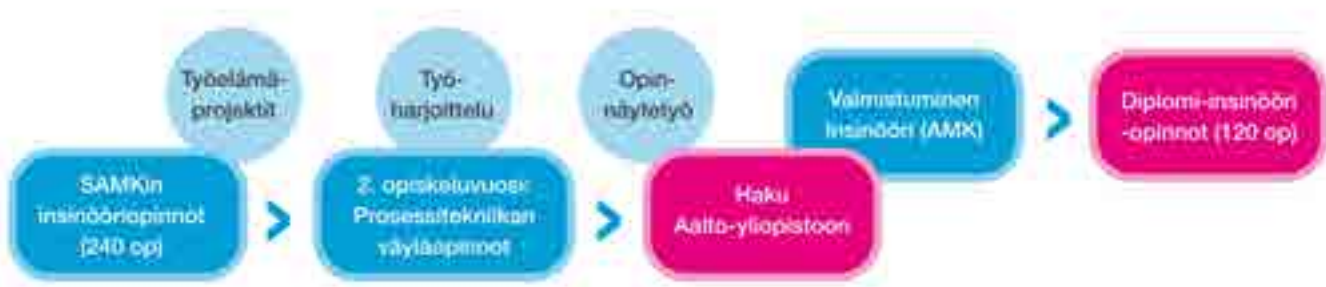 Työelämä-
projektit
Työ-
harjoittelu
Opin-
näytetyö
Valmistuminen
Insinööri (AMK)
Diplomi-insinööri
-opinnot (120 op)
SAMKin
insinööriopinnot
(240 op)
2. opiskeluvuosi:
Prosessitekniikan
väyläopinnot
Haku
Aalto-yliopistoon